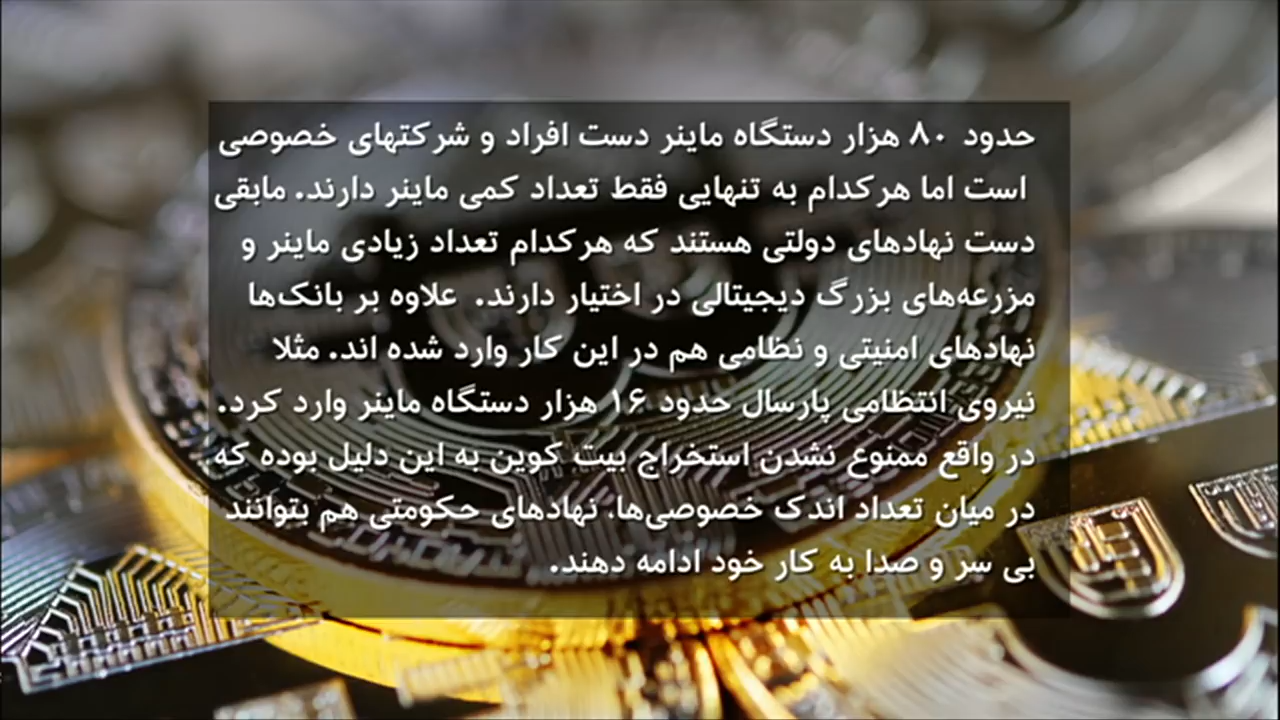 حدود ۸۰ هزار دستگاه ماینر دست افراد و شرکتهای خصوصی
است اما هرکدام به تنهایی فقط تعداد کمی ماینر دارند. مابقی
دست نهادهای دولتی هستند که هرکدام تعداد زیادی ماینر و
مزرعه‌های بزرگ دیجیتالی در اختیار دارند. علاوه بر بانک‌ها
نهادهای امنیتی و نظامی هم در این کار وارد شده اند. مثلا
نیروی انتظامی پارسال حدود ۱۶ هزار دستگاه ماینر وارد کرد.
در واقع ممنوع نشدن استخراج بیت کوین به این دلیل بوده که
در میان تعداد اندک خصوصی‌ها، نهادهای حکومتی هم بتوانند
بی سر و صدا به کار خود ادامه دهند.